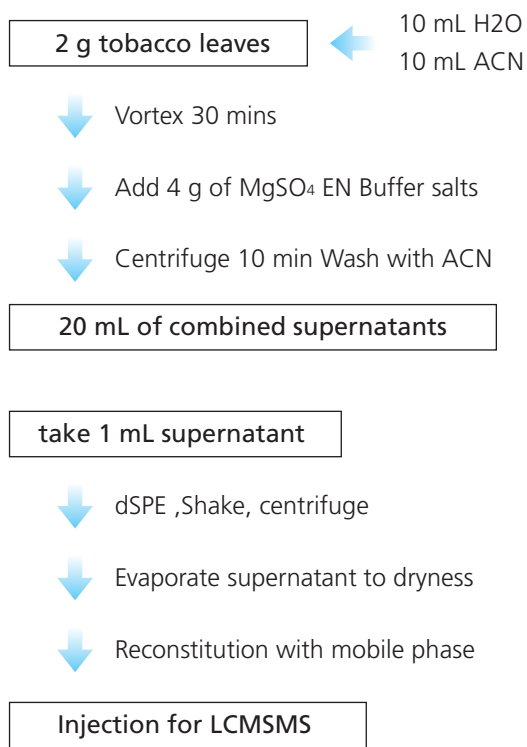 10 mL H2O
2 g tobacco leaves
10 mL ACN
Vortex 30 mins
Add 4 g of MgSO₄ EN Buffer salts
Centrifuge 10 min Wash with ACN
20 mL of combined supernatants
take 1 mL supernatant
dSPE ,Shake, centrifuge
Evaporate supernatant to dryness
Reconstitution with mobile phase
Injection for LCMSMS